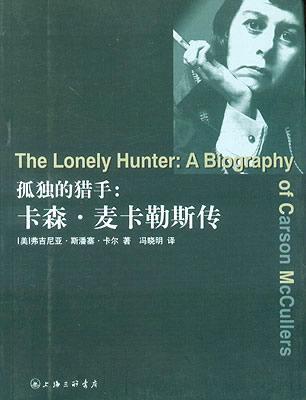 The Lonely Hunter: A Biography
of Carson McCullers
孤独的猎手:
卡森·麦卡勒斯传
[美]弗吉尼亚·斯潘塞·卡尔 著 冯晓明 译
上海三联书店